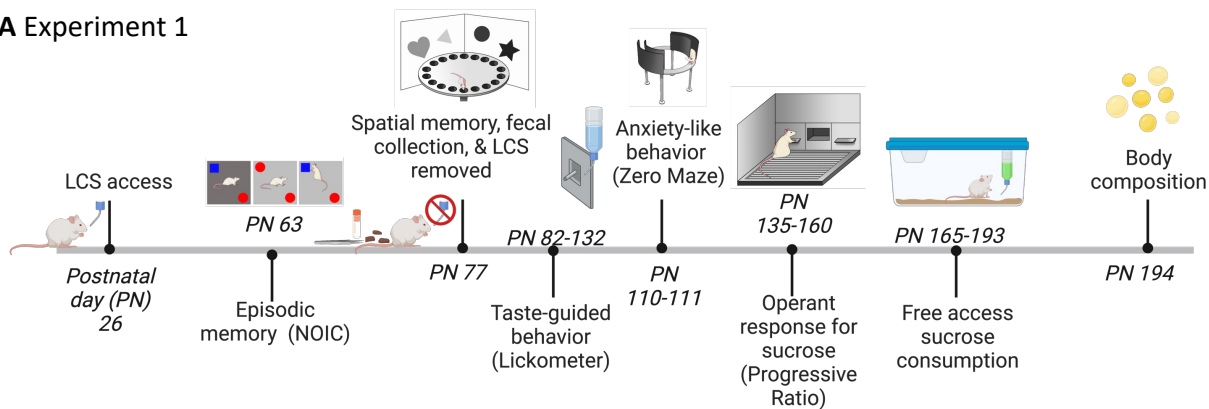 A Experiment 1
LCS access
Postnatal
day (PN)
26
PN 63
Episodic
memory (NOIC)
Spatial memory, fecal
collection, & LCS
removed
PN 77
PN 82-132
Taste-guided
behavior
(Lickometer)
Anxiety-like
behavior
(Zero Maze)
PN
110-111
PN
135-160
Operant
response for
sucrose
(Progressive
Ratio)
PN 165-193
Free access
sucrose
consumption
Body
composition
PN 194